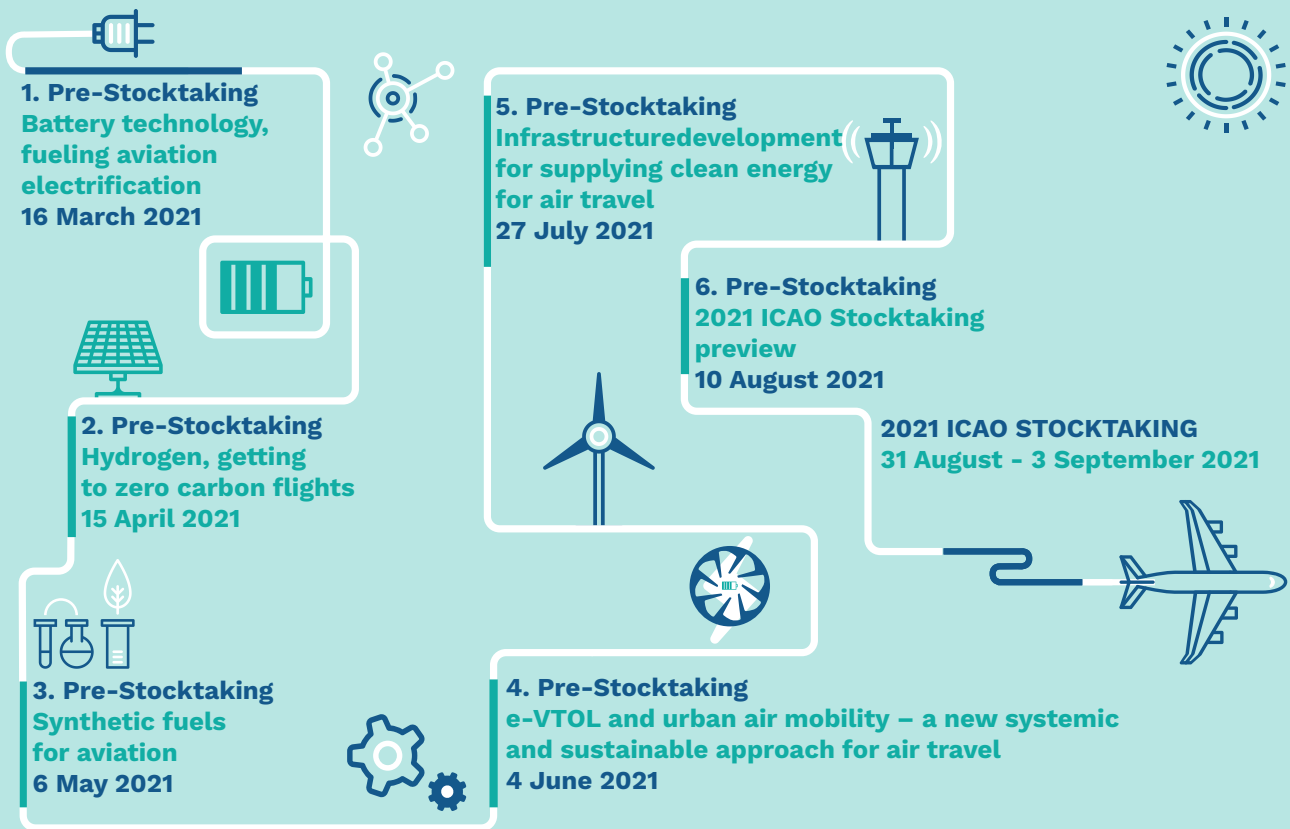 1. Pre-Stocktaking
Battery technology,
fueling aviation
electrification
16 March 2021
2. Pre-Stocktaking
Hydrogen, getting
to zero carbon flights
15 April 2021
3. Pre-Stocktaking
Synthetic fuels
for aviation
6 May 2021
4. Pre-Stocktaking
e-VTOL and urban air mobility – a new systemic
and sustainable approach for air travel
4 June 2021
5. Pre-Stocktaking
Infrastructuredevelopment
for supplying clean energy
for air travel
27 July 2021
6. Pre-Stocktaking
2021 ICAO Stocktaking
preview
10 August 2021
2021 ICAO STOCKTAKING
31 August - 3 September 2021